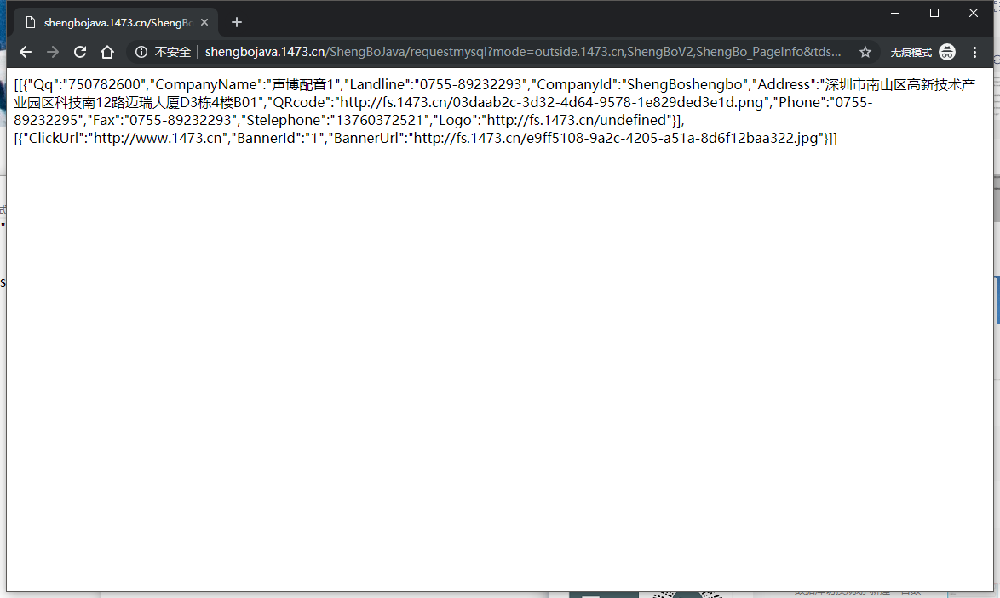 shengbojava.1473.cn/ShengBo
不安全
shengbojava.1473.cn/ShengBoJava/requestmysql?mode=outside.1473.cn,ShengBoV2,ShengBo_PageInfo&tds...
无痕模式
[[{"Qq":"750782600","CompanyName":"声博配音1","Landline":"0755-89232293","CompanyId":"ShengBoshengbo","Address":"深圳市南山区高新技术产
业园区科技南12路迈瑞大厦D3栋4楼B01","QRcode":"http://fs.1473.cn/03daab2c-3d32-4d64-9578-1e829ded3e1d.png","Phone":"0755-
89232295","Fax":"0755-89232293","Stelephone":"13760372521","Logo":"http://fs.1473.cn/undefined"}],
[{"ClickUrl":"http://www.1473.cn","BannerId":"1","BannerUrl":"http://fs.1473.cn/e9ff5108-9a2c-4205-a51a-8d6f12baa322.jpg"}]]